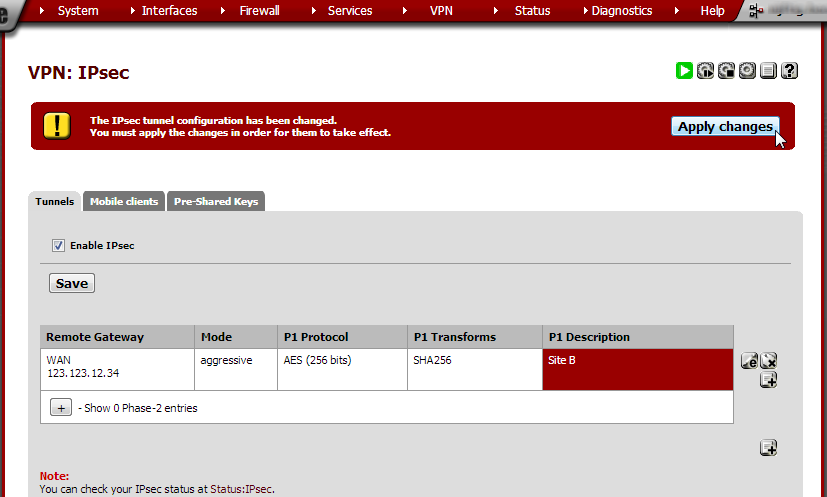 System Interfaces Firewall Services VPN Status Diagnostics Help
VPN: IPsec
The IPsec tunnel configuration has been changed.
You must apply the changes in order for them to take effect.
Apply changes
Tunnels Mobile clients Pre-Shared Keys
Enable IPsec
Save
Remote Gateway Mode P1 Protocol P1 Transforms P1 Description
WAN aggressive AES (256 bits) SHA256 Site B
123.123.12.34
+ - Show 0 Phase-2 entries
Note:
You can check your IPsec status at Status:IPsec.